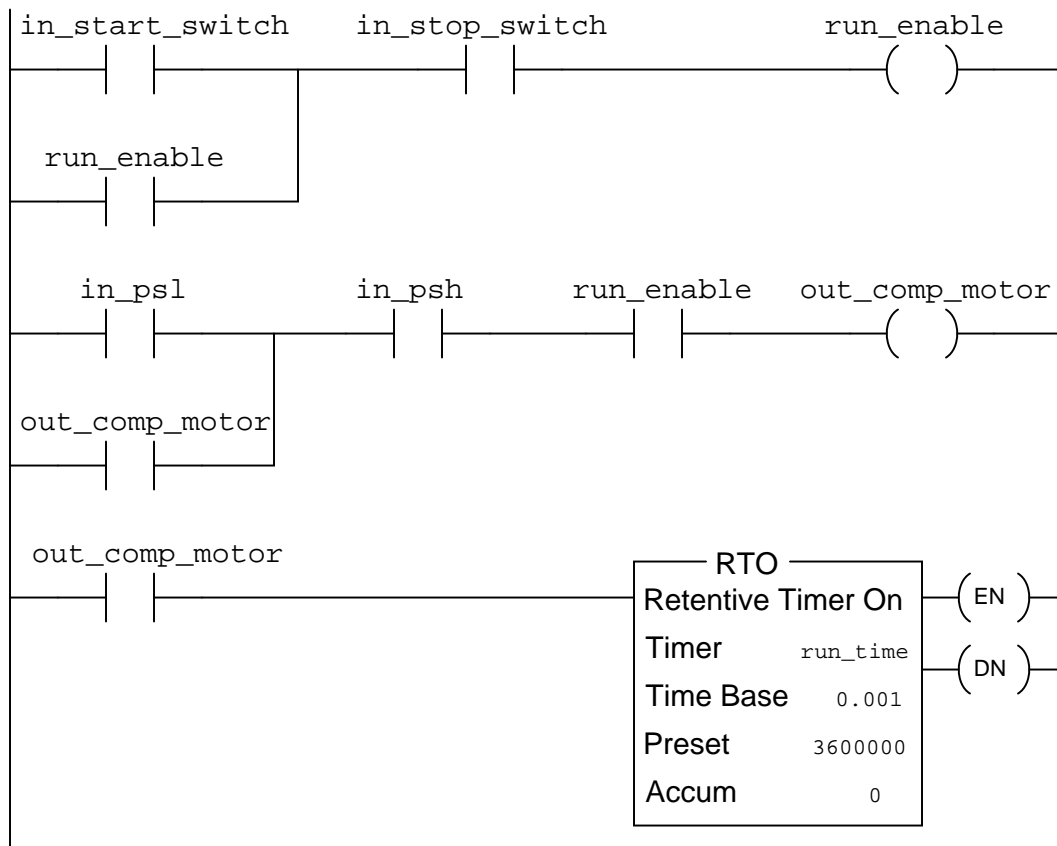 in_start_switch in_stop_switch run_enable
run_enable
in_psl in_psh run_enable out_comp_motor
out_comp_motor
out_comp_motor
RTO
Retentive Timer On EN
Timer run_time
DN
Time Base 0.001
Preset 3600000
Accum 0